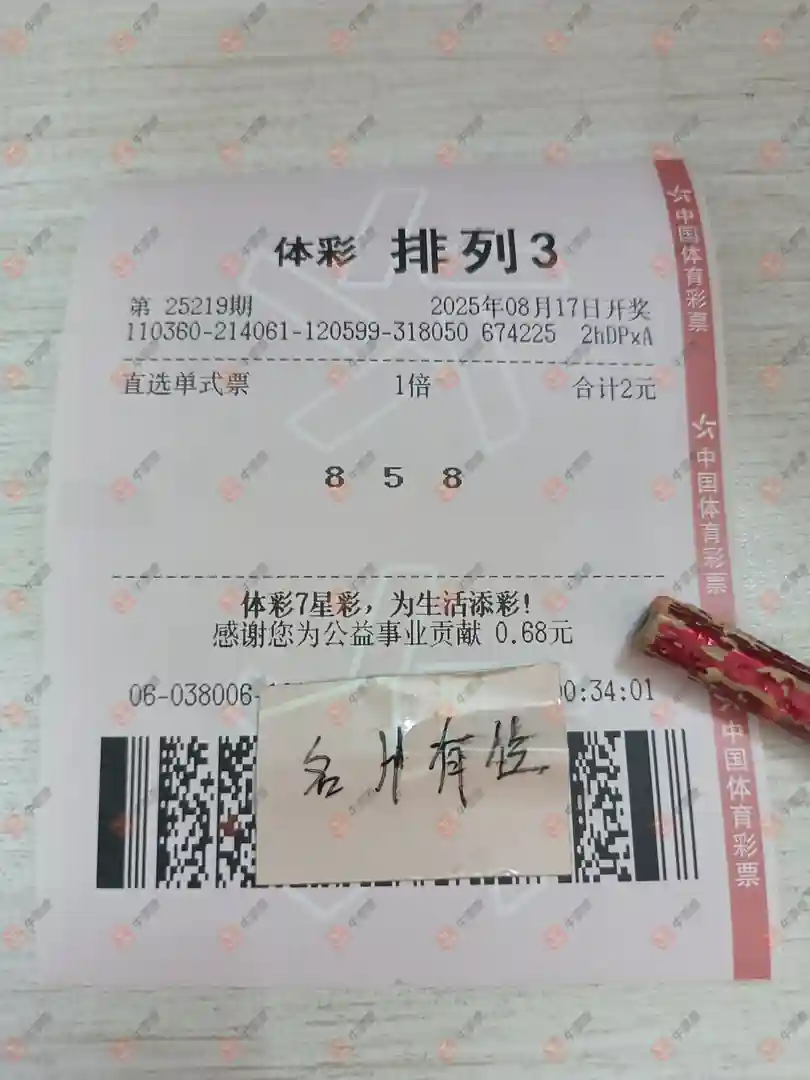 体彩 排列3
第 25219期 2025年08月17日开奖
110360-214061-120599-318050 674225 2hDPxA
直选单式票 1倍 合计2元
8 5 8
体彩7星彩，为生活添彩!
感谢您为公益事业贡献 0.68元
06-038006- 0:34:01
名 有
中国体育彩票
中国体育彩票
中国体育彩票